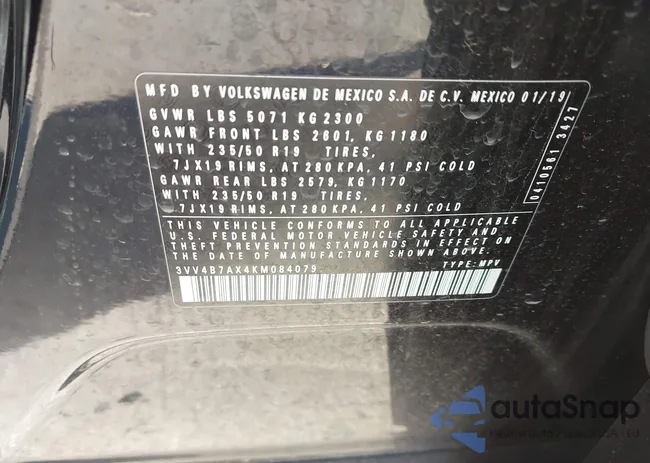 MFD BY VOLKSWAGEN DE MEXICO S.A. DE C.V. MEXICO 01/19
GVWR LBS 5071 KG 2300
GAWR FRONT LBS 2601, KG 1180
WITH 235/50 R19 TIRES,
7JX19 RIMS, AT 280 KPA, 41 PSI COLD
GAWR REAR LBS 2579, KG 1170
WITH 235/50 R19 TIRES,
7JX19 RIMS, AT 280 KPA, 41 PSI COLD
0410561 3427
THIS VEHICLE CONFORMS TO ALL APPLICABLE
U.S. FEDERAL MOTOR VEHICLE SAFETY AND
THEFT PREVENTION STANDARDS IN EFFECT ON
THE DATE OF MANUFACTURE SHOWN ABOVE.
3VV4B7AX4KM084079 TYPE: MPV
autaSnap